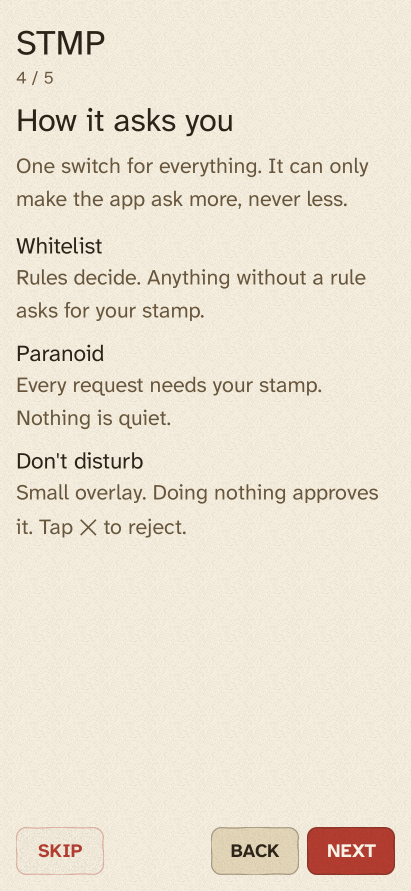 STMP
4 / 5
How it asks you
One switch for everything. It can only
make the app ask more, never less.
Whitelist
Rules decide. Anything without a rule
asks for your stamp.
Paranoid
Every request needs your stamp.
Nothing is quiet.
Don't disturb
Small overlay. Doing nothing approves
it. Tap ✕ to reject.
SKIP
BACK
NEXT